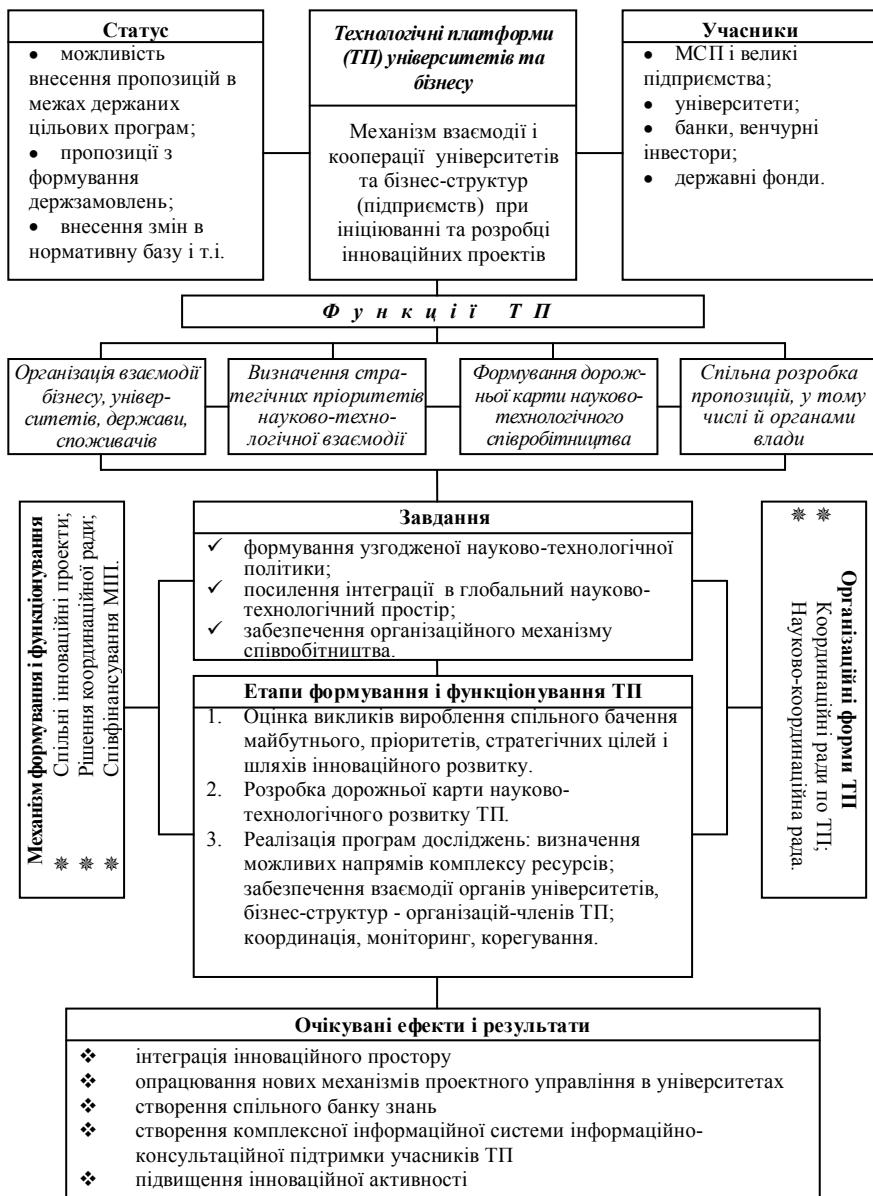 Статус
• можливість
внесення пропозицій в
межах держаних
цільових програм;
• пропозиції з
формування
держзамовлень;
• внесення змін в
нормативну базу і т.і.
Технологічні платформи
(ТП) університетів та
бізнесу
Механізм взаємодії і
кооперації університетів
та бізнес-структур
(підприємств) при
ініціюванні та розробці
інноваційних проектів
Учасники
• МСП і великі
підприємства;
• університети;
• банки, венчурні
інвестори;
• державні фонди.
Функції ТП
Організація взаємодії
бізнесу, універ-
ситетів, держави,
споживачів
Визначення стра-
тегічних пріоритетів
науково-техно-
логічної взаємодії
Формування дорож-
ньої карти науково-
технологічного
співробітництва
Спільна розробка
пропозицій, у тому
числі й органами
влади
Механізм формування і функціонування
✵ Спільні інноваційні проекти;
✵ Рішення координаційної ради;
✵ Співфінансування МІП.
Завдання
✓ формування узгодженої науково-технологічної
політики;
✓ посилення інтеграції в глобальний науково-
технологічний простір;
✓ забезпечення організаційного механізму
співробітництва.
Етапи формування і функціонування ТП
1. Оцінка викликів вироблення спільного бачення
майбутнього, пріоритетів, стратегічних цілей і
шляхів інноваційного розвитку.
2. Розробка дорожньої карти науково-
технологічного розвитку ТП.
3. Реалізація програм досліджень: визначення
можливих напрямів комплексу ресурсів;
забезпечення взаємодії органів університетів,
бізнес-структур - організацій-членів ТП;
координація, моніторинг, корегування.
Організаційні форми ТП
✵ Координаційні ради по ТП;
✵ Науково-координаційна рада.
Очікувані ефекти і результати
❖ інтеграція інноваційного простору
❖ опрацювання нових механізмів проектного управління в університетах
❖ створення спільного банку знань
❖ створення комплексної інформаційної системи інформаційно-
консультаційної підтримки учасників ТП
❖ підвищення інноваційної активності